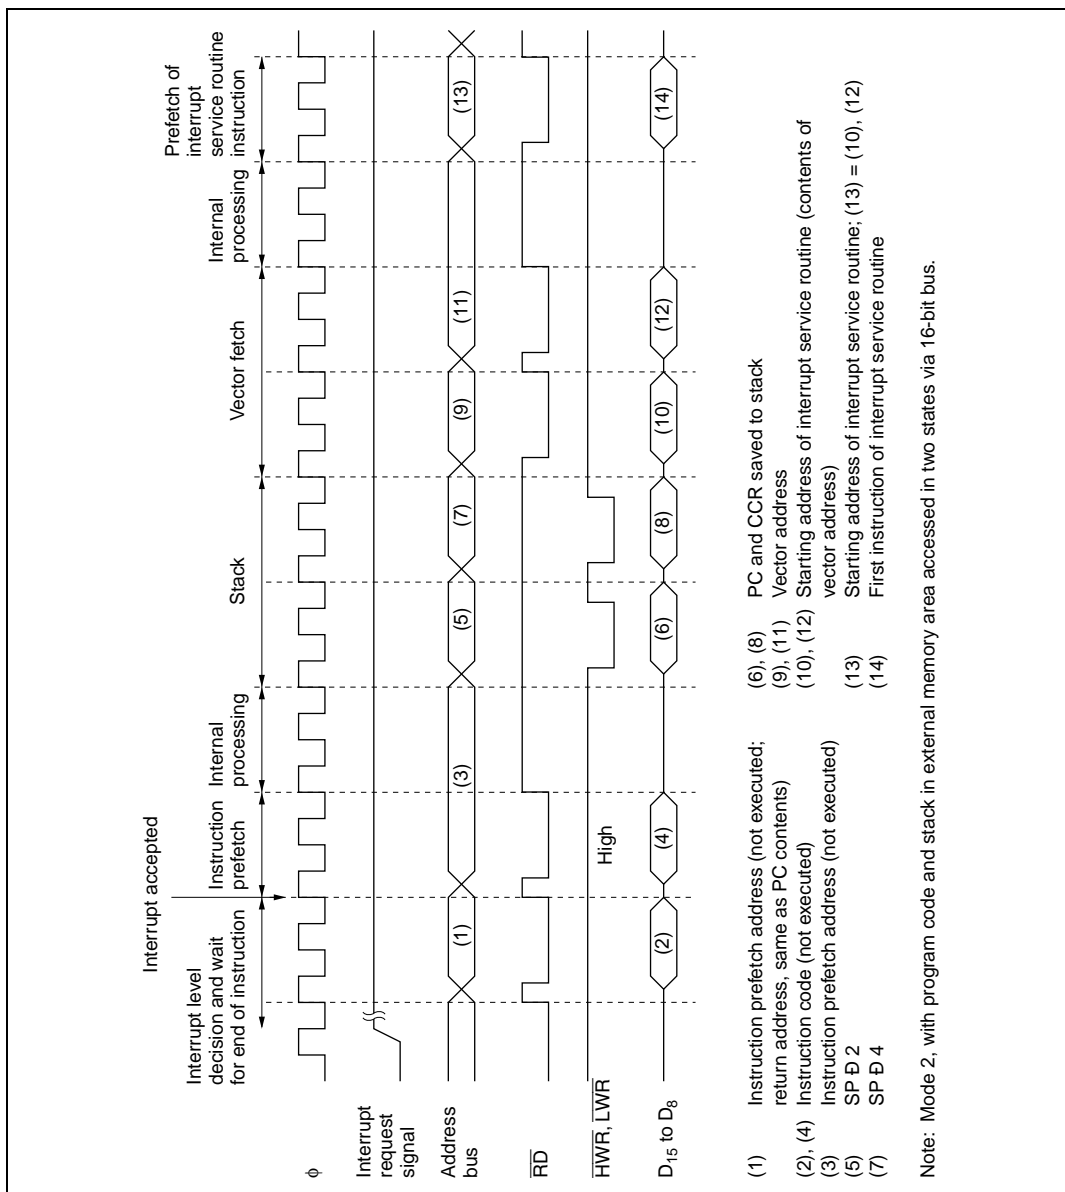 Interrupt accepted
Interrupt level
decision and wait
for end of instruction
Instruction
prefetch
Internal
processing
Stack
Vector fetch
Internal
processing
Prefetch of
interrupt
service routine
instruction
φ
Interrupt
request
signal
Address
bus
(1)
(3)
(5)
(7)
(9)
(11)
(13)
RD
HWR, LWR
High
D15 to D8
(2)
(4)
(6)
(8)
(10)
(12)
(14)
(1) Instruction prefetch address (not executed;
return address, same as PC contents)
(2), (4) Instruction code (not executed)
(3) Instruction prefetch address (not executed)
(5) SP Ð 2
(7) SP Ð 4
(6), (8) PC and CCR saved to stack
(9), (11) Vector address
(10), (12) Starting address of interrupt service routine (contents of
vector address)
(13) Starting address of interrupt service routine; (13) = (10), (12)
(14) First instruction of interrupt service routine
Note: Mode 2, with program code and stack in external memory area accessed in two states via 16-bit bus.